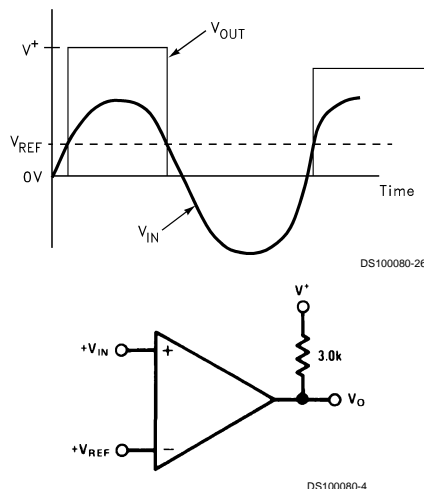 V+
VOUT
VREF
0V
Time
VIN
DS100080-26
V+
3.0k
+VIN
+
VO
+VREF
−
DS100080-4